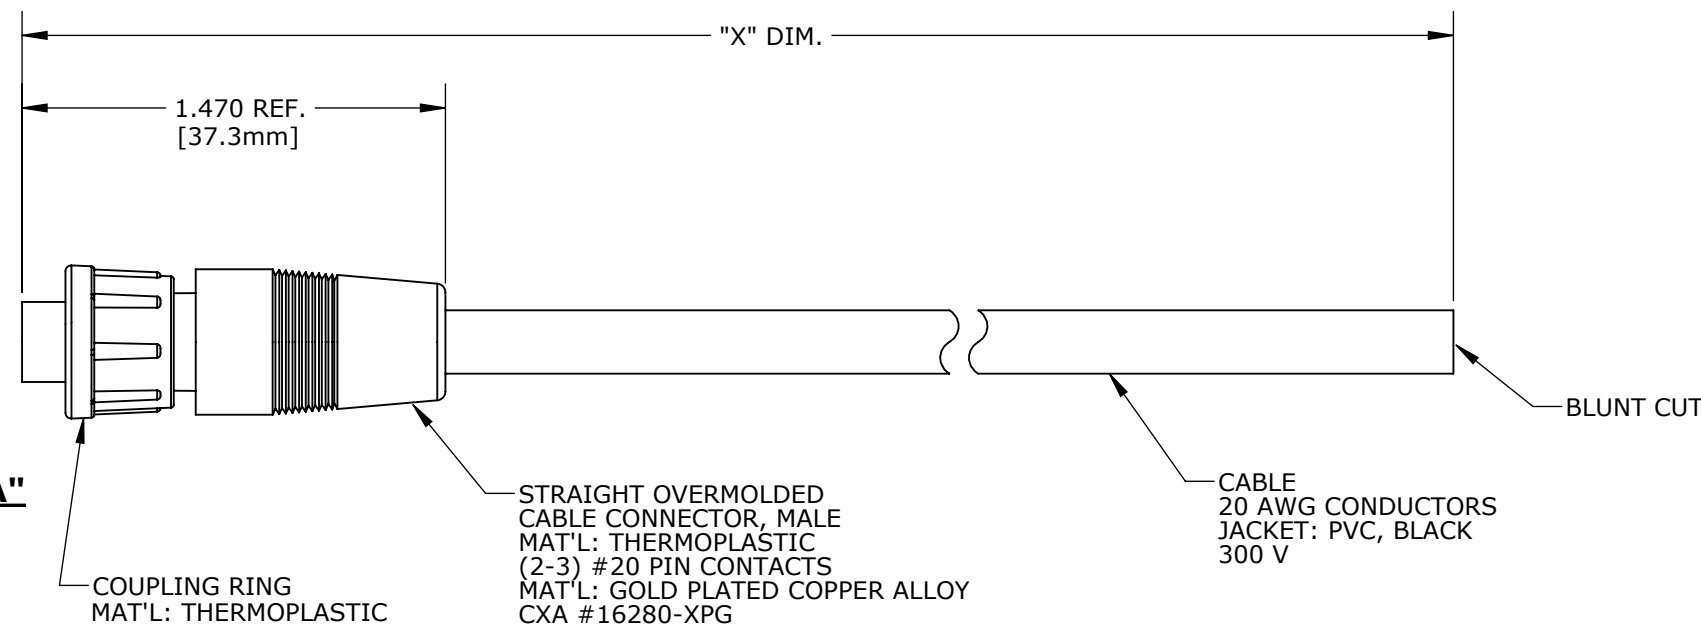 "X" DIM.
1.470 REF.
[37.3mm]
BLUNT CUT
A"
CABLE
20 AWG CONDUCTORS
JACKET: PVC, BLACK
300 V
STRAIGHT OVERMOLDED
CABLE CONNECTOR, MALE
MAT'L: THERMOPLASTIC
(2-3) #20 PIN CONTACTS
MAT'L: GOLD PLATED COPPER ALLOY
CXA #16280-XPG
COUPLING RING
MAT'L: THERMOPLASTIC